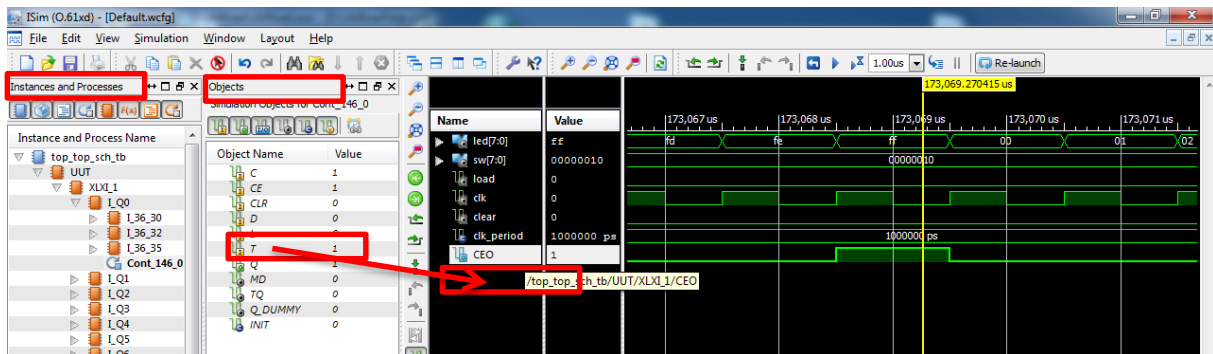 ISim (O.61xd) - [Default.wcfg]
File Edit View Simulation Window Layout Help
1.00us Re-launch
Instances and Processes
Objects
Simulation Objects for Cont_146_0
Instance and Process Name
top_top_sch_tb
UUT
XLXI_1
I_Q0
I_36_30
I_36_32
I_36_35
Cont_146_0
I_Q1
I_Q2
I_Q3
I_Q4
I_Q5
I_Q6
Object Name Value
C 1
CE 1
CLR 0
D 0
T 1
Q 1
MD 0
TQ 0
Q_DUMMY 0
INIT 0
Name Value
led[7:0] ff
sw[7:0] 00000010
load 0
clk 0
clear 0
clk_period 1000000 ps
CEO 1
/top_top_sch_tb/UUT/XLXI_1/CEO
173,069.270415 us
173,067 us 173,068 us 173,069 us 173,070 us 173,071 us
fd fe ff 00 01 02
00000010
1000000 ps